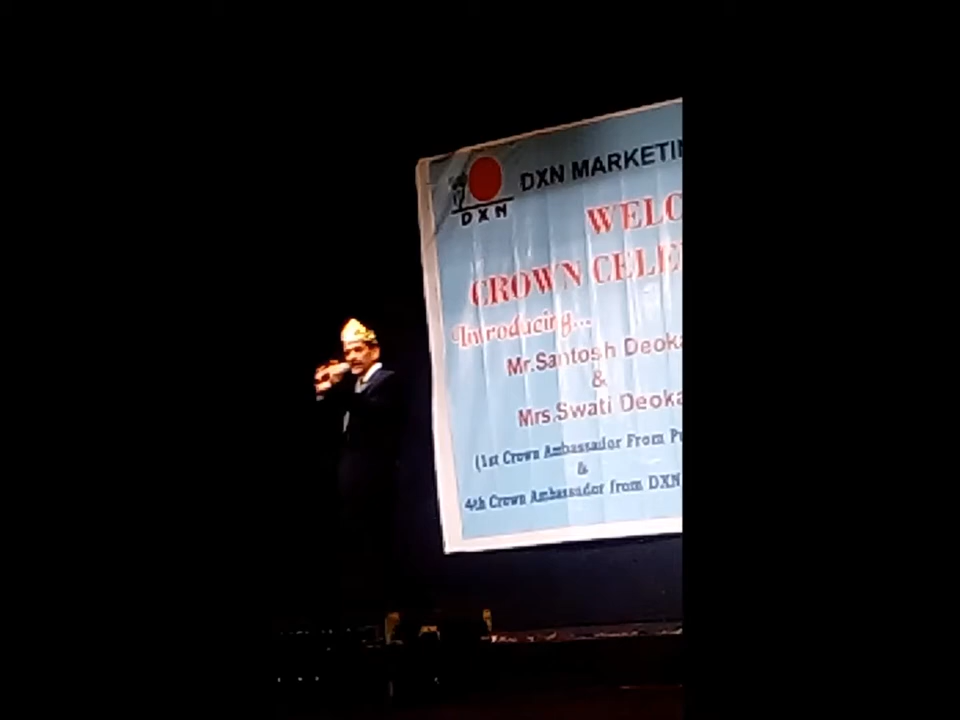 DXN
DXN MARKETIN
WELC
CROWN CELE
Introducing...
Mr.Santosh Deoka
&
Mrs.Swati Deoka
(1st Crown Ambassador From Pu
&
4th Crown Ambassador from DXN